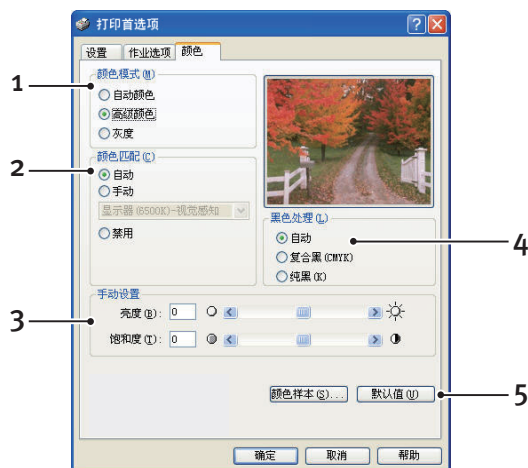 打印首选项
设置 作业选项 颜色
1
颜色模式(M)
自动颜色
高级颜色
灰度
2
颜色匹配(C)
自动
手动
显示器(6500K)-视觉感知
禁用
黑色处理(L)
自动
复合黑(CMYK)
纯黑(K)
4
手动设置
3
亮度(B): 0
饱和度(T): 0
颜色样本(S)... 默认值(U)
5
确定 取消 帮助